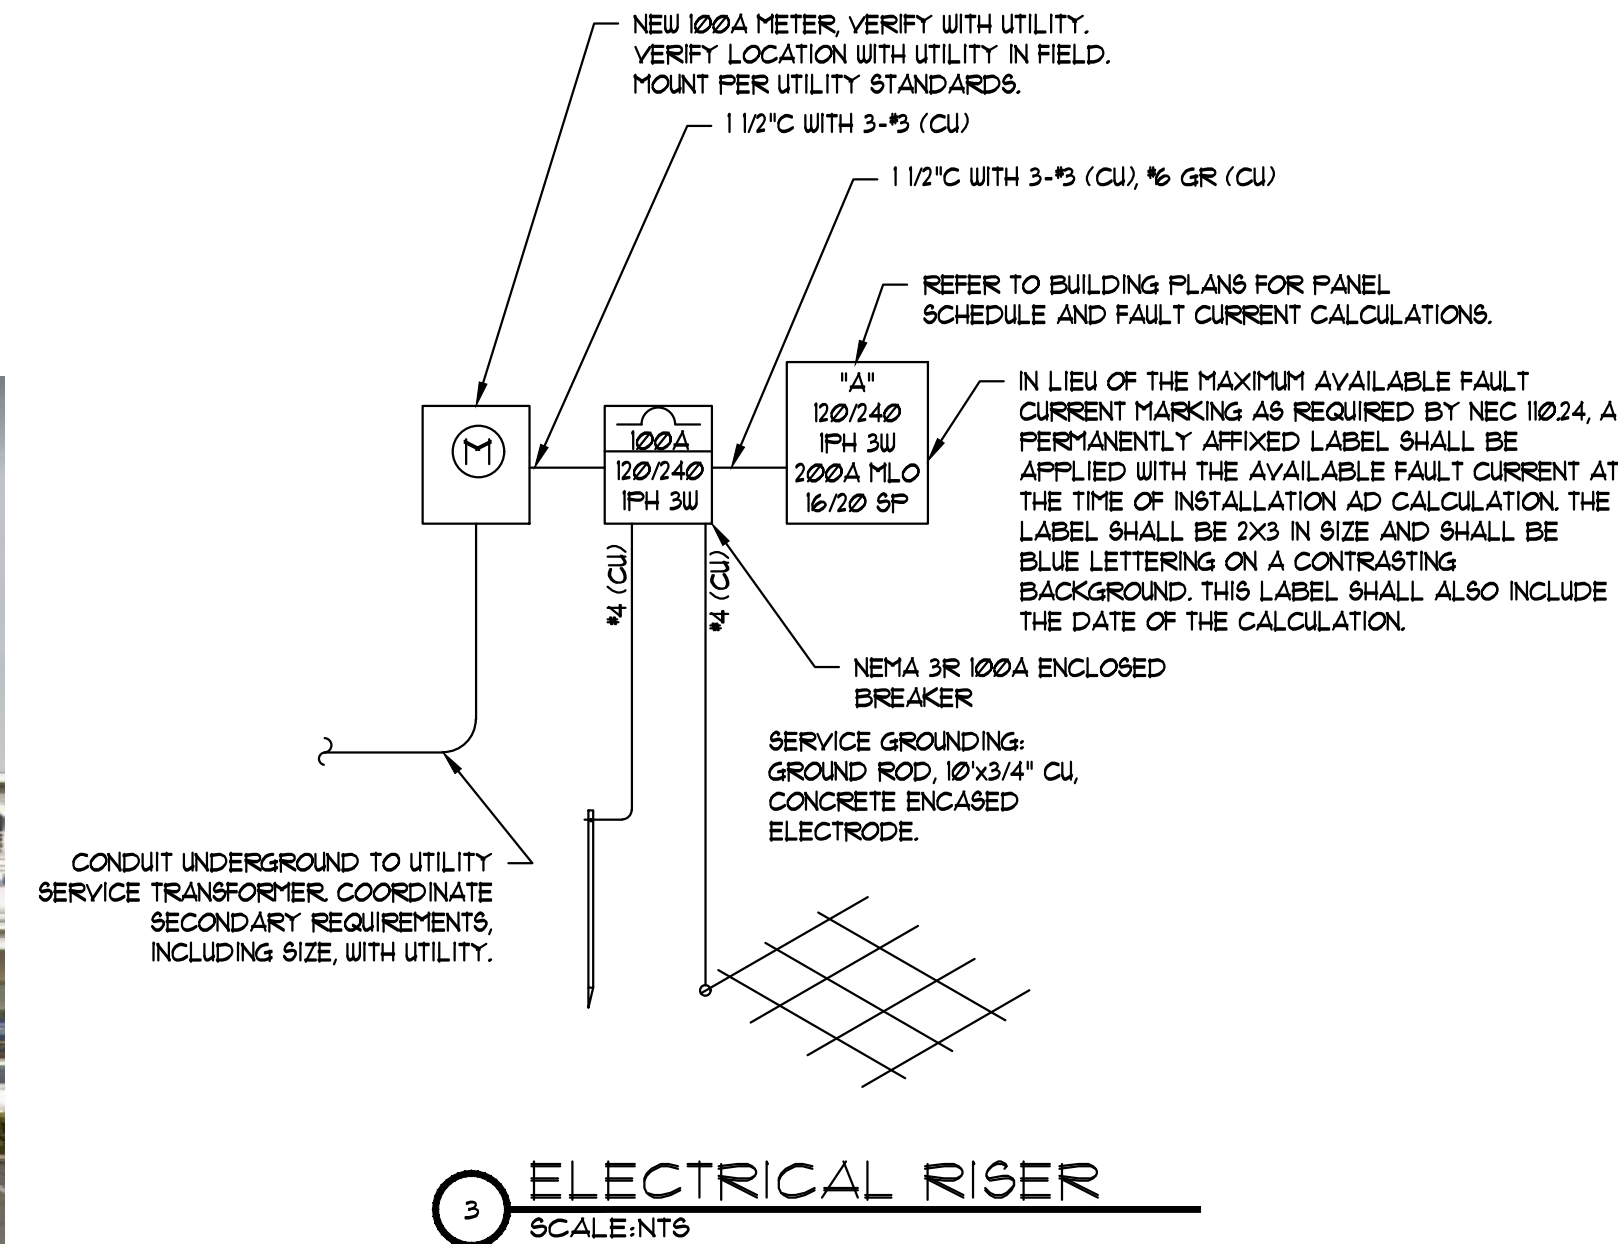 NEW 100A METER, VERIFY WITH UTILITY.
VERIFY LOCATION WITH UTILITY IN FIELD.
MOUNT PER UTILITY STANDARDS.
1 1/2"C WITH 3-#3 (CU)
1 1/2"C WITH 3-#3 (CU), #6 GR (CU)
REFER TO BUILDING PLANS FOR PANEL
SCHEDULE AND FAULT CURRENT CALCULATIONS.
M
100A
120/240
1PH 3W
"A"
120/240
1PH 3W
200A MLO
16/20 SP
IN LIEU OF THE MAXIMUM AVAILABLE FAULT
CURRENT MARKING AS REQUIRED BY NEC 110.24, A
PERMANENTLY AFFIXED LABEL SHALL BE
APPLIED WITH THE AVAILABLE FAULT CURRENT AT
THE TIME OF INSTALLATION AD CALCULATION. THE
LABEL SHALL BE 2X3 IN SIZE AND SHALL BE
BLUE LETTERING ON A CONTRASTING
BACKGROUND. THIS LABEL SHALL ALSO INCLUDE
THE DATE OF THE CALCULATION.
#4 (CU)
#4 (CU)
NEMA 3R 100A ENCLOSED
BREAKER
SERVICE GROUNDING:
GROUND ROD, 10'x3/4" CU,
CONCRETE ENCASED
ELECTRODE.
CONDUIT UNDERGROUND TO UTILITY
SERVICE TRANSFORMER. COORDINATE
SECONDARY REQUIREMENTS,
INCLUDING SIZE, WITH UTILITY.
3
ELECTRICAL RISER
SCALE:NTS